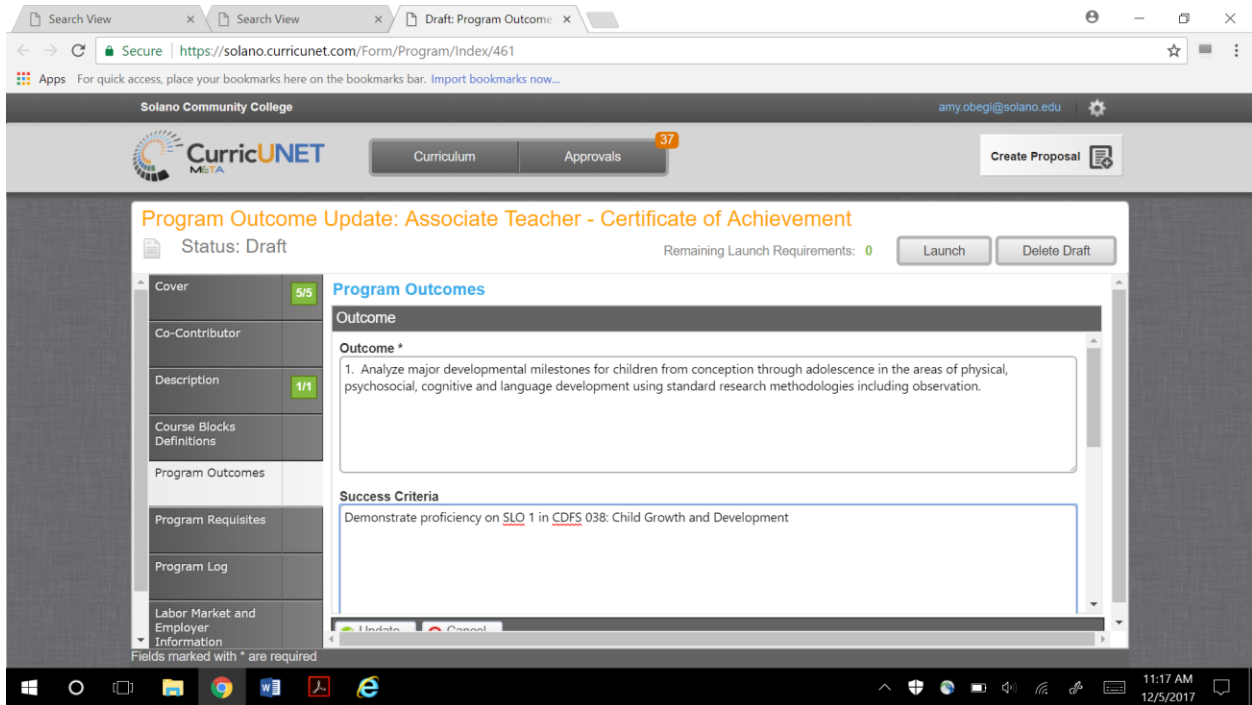 Search View
Search View
Draft: Program Outcome
Secure | https://solano.curricunet.com/Form/Program/Index/461
Apps For quick access, place your bookmarks here on the bookmarks bar. Import bookmarks now...
Solano Community College
amy.obegi@solano.edu
CurricUNET
META
Curriculum
Approvals
37
Create Proposal
Program Outcome Update: Associate Teacher - Certificate of Achievement
Status: Draft
Remaining Launch Requirements: 0
Launch
Delete Draft
Cover
5/5
Co-Contributor
Description
1/1
Course Blocks
Definitions
Program Outcomes
Program Requisites
Program Log
Labor Market and
Employer
Information
Program Outcomes
Outcome
Outcome *
1. Analyze major developmental milestones for children from conception through adolescence in the areas of physical,
psychosocial, cognitive and language development using standard research methodologies including observation.
Success Criteria
Demonstrate proficiency on SLO 1 in CDFS 038: Child Growth and Development
Update
Cancel
Fields marked with * are required
11:17 AM
12/5/2017